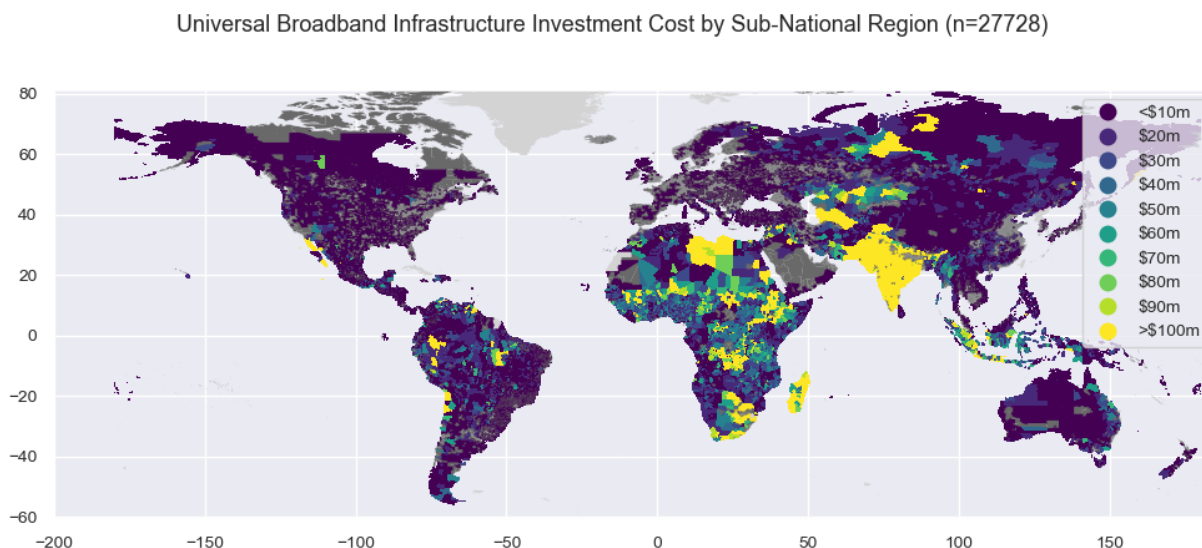 Universal Broadband Infrastructure Investment Cost by Sub-National Region (n=27728)
80
60
40
20
0
−20
−40
−60
−200
−150
−100
−50
0
50
100
150
<$10m
$20m
$30m
$40m
$50m
$60m
$70m
$80m
$90m
>$100m